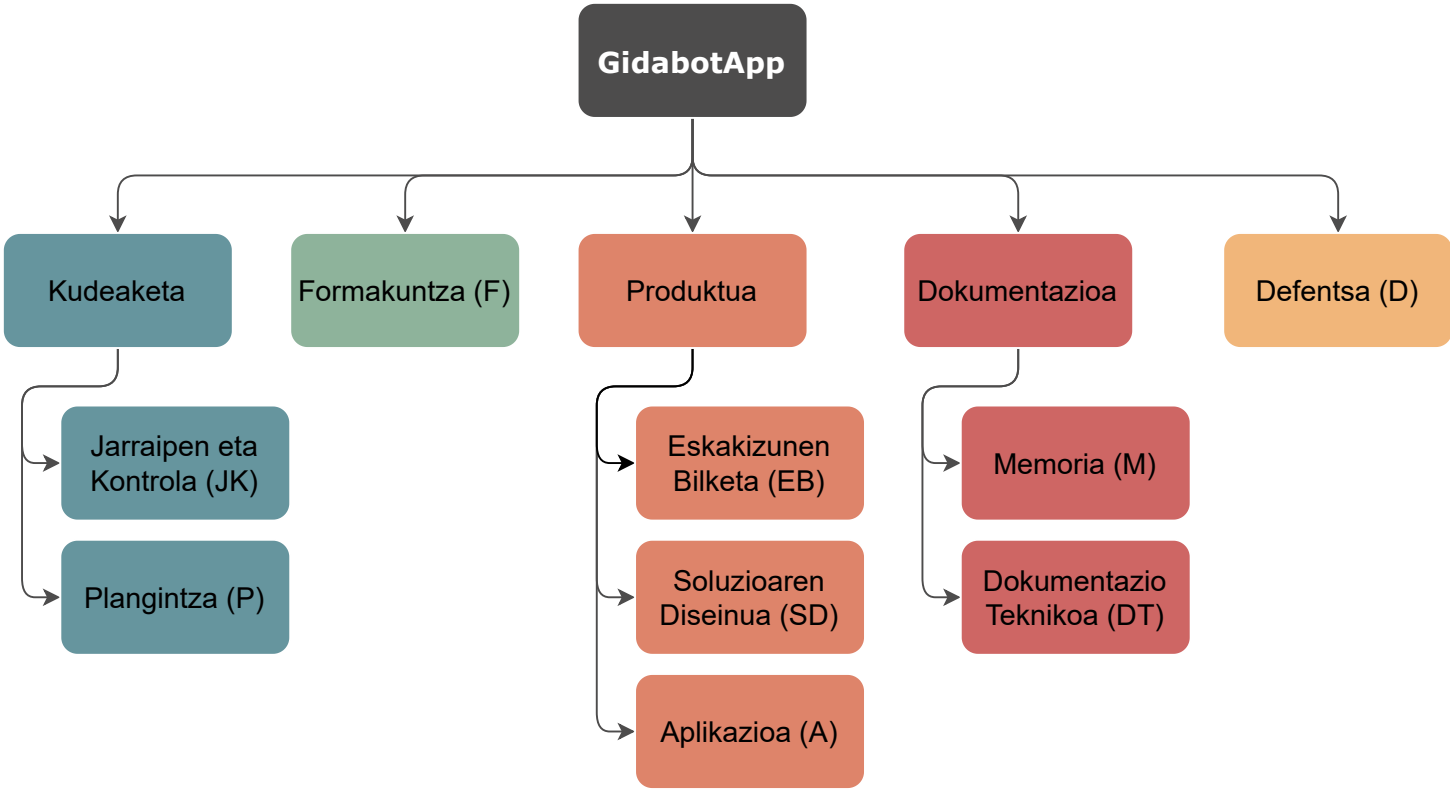 GidabotApp
Kudeaketa
Formakuntza (F)
Produktua
Dokumentazioa
Defentsa (D)
Jarraipen eta
Kontrola (JK)
Plangintza (P)
Eskakizunen
Bilketa (EB)
Soluzioaren
Diseinua (SD)
Aplikazioa (A)
Memoria (M)
Dokumentazio
Teknikoa (DT)